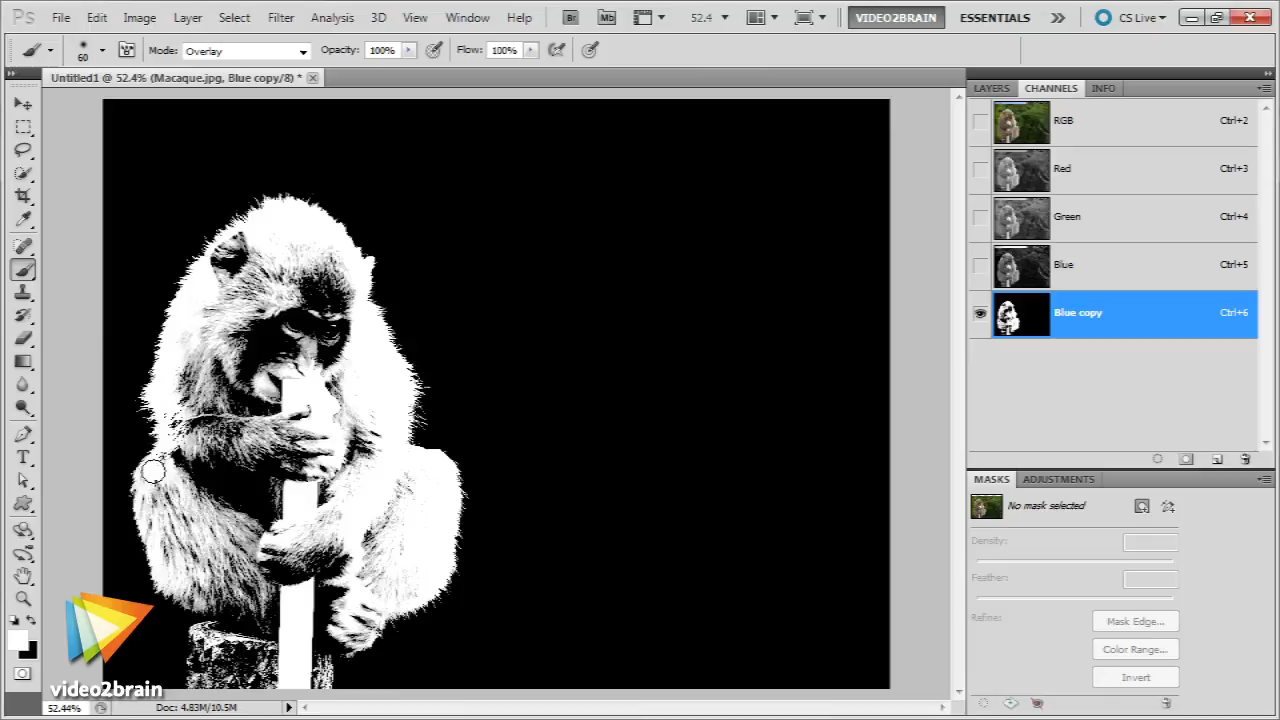 Ps File Edit Image Layer Select Filter Analysis 3D View Window Help Br Mb 52.4 VIDEO2BRAIN ESSENTIALS CS Live
60 Mode: Overlay Opacity: 100% Flow: 100%
Untitled1 @ 52.4% (Macaque.jpg, Blue copy/8) *
LAYERS CHANNELS INFO
RGB Ctrl+2
Red Ctrl+3
Green Ctrl+4
Blue Ctrl+5
Blue copy Ctrl+6
MASKS ADJUSTMENTS
No mask selected
Density:
Feather:
Refine: Mask Edge...
Color Range...
Invert
video2brain
52.44% Doc: 4.83M/10.5M